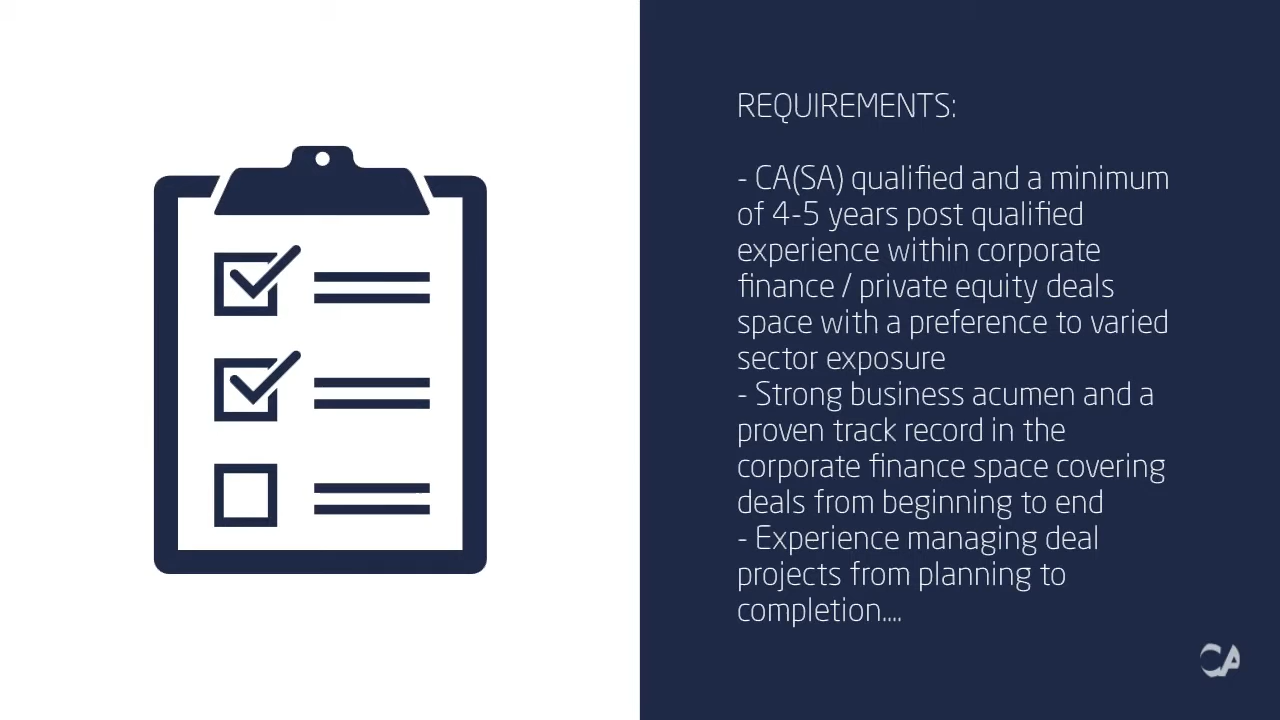 REQUIREMENTS:
- CA(SA) qualified and a minimum
of 4-5 years post qualified
experience within corporate
finance / private equity deals
space with a preference to varied
sector exposure
- Strong business acumen and a
proven track record in the
corporate finance space covering
deals from beginning to end
- Experience managing deal
projects from planning to
completion....
CA